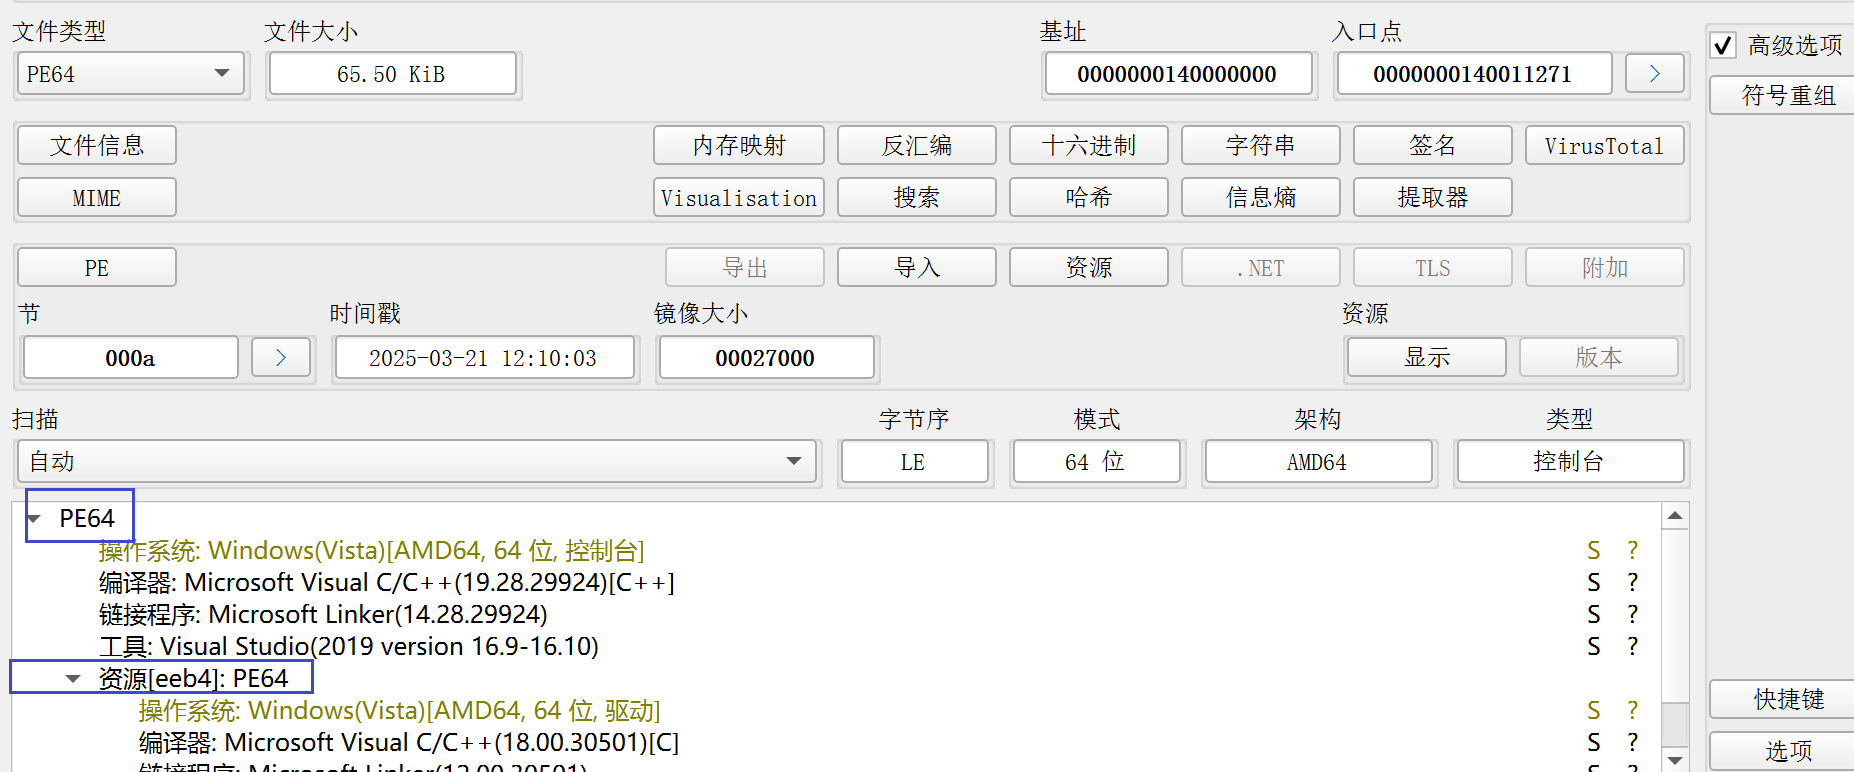 文件类型 文件大小 基址 入口点
PE64 65.50 KiB 0000000140000000 0000000140011271 > 高级选项
符号重组
文件信息 内存映射 反汇编 十六进制 字符串 签名 VirusTotal
MIME Visualisation 搜索 哈希 信息熵 提取器
PE 导出 导入 资源 .NET TLS 附加
节 时间戳 镜像大小 资源
000a > 2025-03-21 12:10:03 00027000 显示 版本
扫描 字节序 模式 架构 类型
自动 LE 64 位 AMD64 控制台
PE64
操作系统: Windows(Vista)[AMD64, 64 位, 控制台] S ?
编译器: Microsoft Visual C/C++(19.28.29924)[C++] S ?
链接程序: Microsoft Linker(14.28.29924) S ?
工具: Visual Studio(2019 version 16.9-16.10) S ?
资源[eeb4]: PE64
操作系统: Windows(Vista)[AMD64, 64 位, 驱动] S ?
编译器: Microsoft Visual C/C++(18.00.30501)[C] S ?
链接程序: Microsoft Linker(12.00.30501) S ?
快捷键
选项